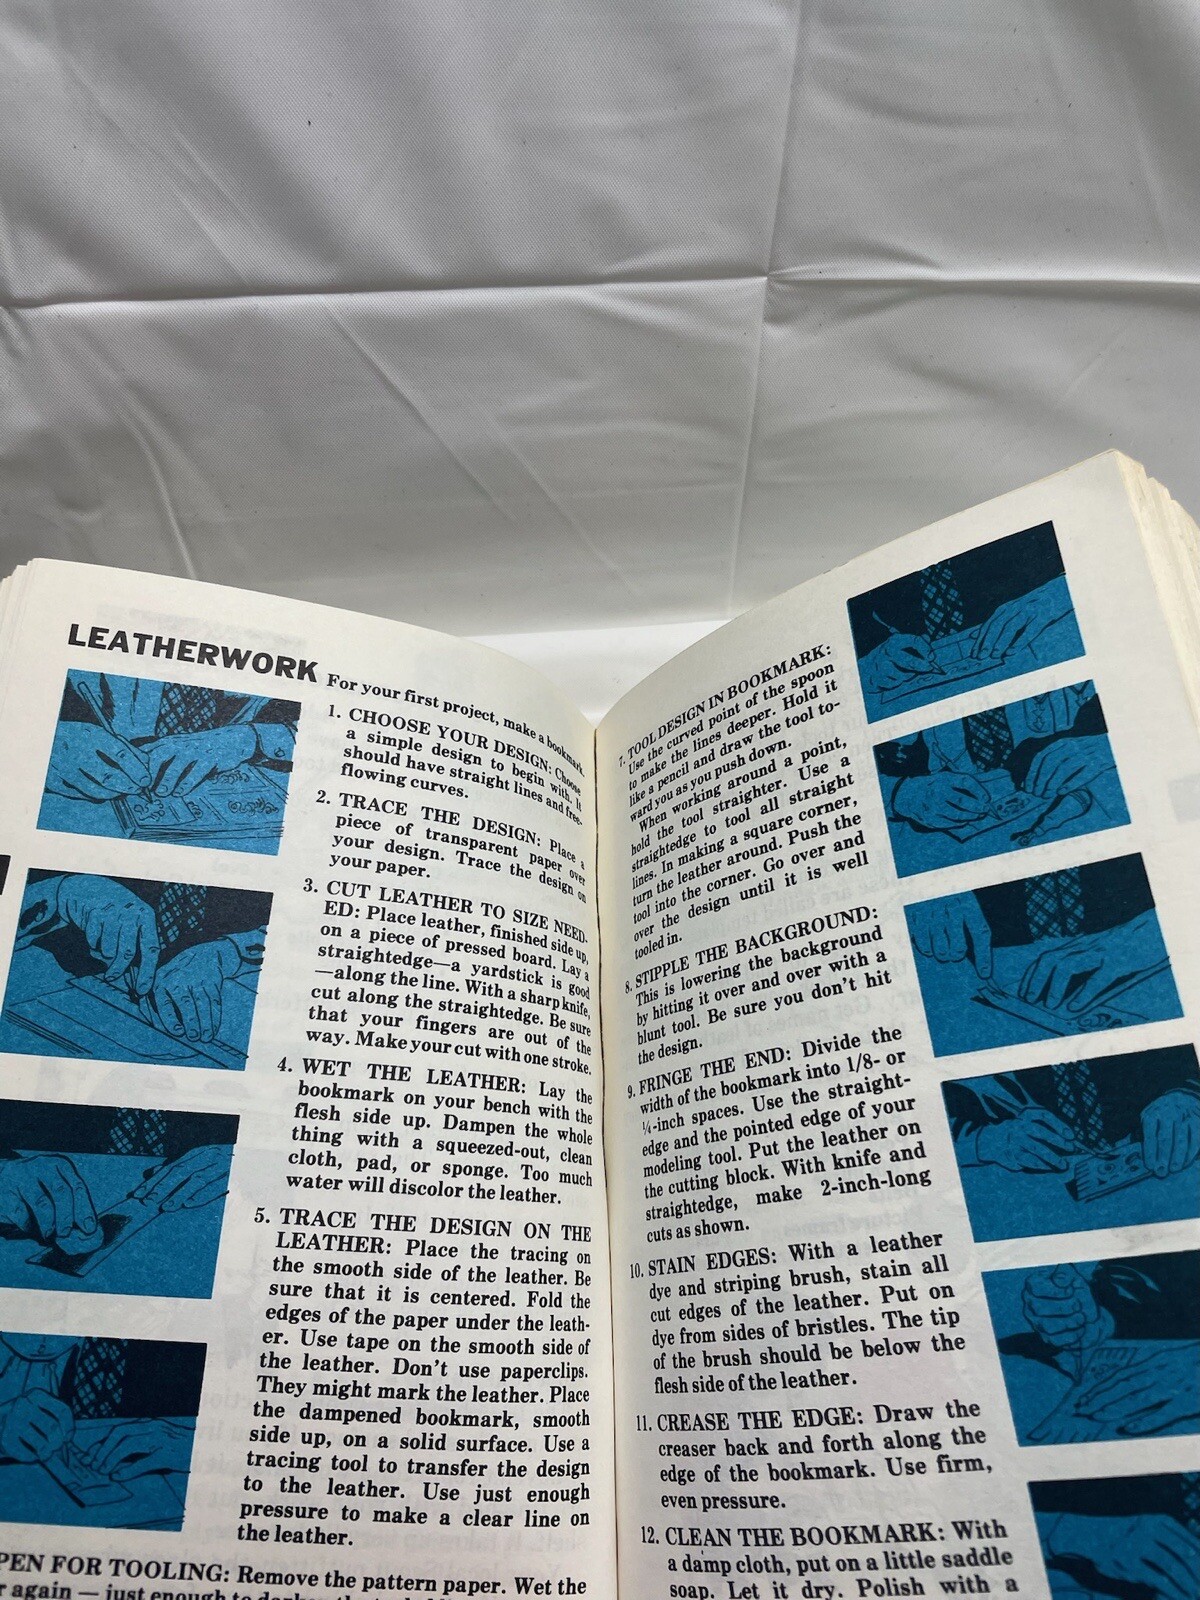 LEATHERWORK For your first project, make a bookmark.
1. CHOOSE YOUR DESIGN: Choose
a simple design to begin with. It
should have straight lines and free-
flowing curves.
2. TRACE THE DESIGN: Place a
piece of transparent paper over
your design. Trace the design on
your paper.
3. CUT LEATHER TO SIZE NEED-
ED: Place leather, finished side up,
on a piece of pressed board. Lay a
straightedge—a yardstick is good
—along the line. With a sharp knife,
cut along the straightedge. Be sure
that your fingers are out of the
way. Make your cut with one stroke.
4. WET THE LEATHER: Lay the
bookmark on your bench with the
flesh side up. Dampen the whole
thing with a squeezed-out, clean
cloth, pad, or sponge. Too much
water will discolor the leather.
5. TRACE THE DESIGN ON THE
LEATHER: Place the tracing on
the smooth side of the leather. Be
sure that it is centered. Fold the
edges of the paper under the leath-
er. Use tape on the smooth side of
the leather. Don't use paperclips.
They might mark the leather. Place
the dampened bookmark, smooth
side up, on a solid surface. Use a
tracing tool to transfer the design
to the leather. Use just enough
pressure to make a clear line on
the leather.
PEN FOR TOOLING: Remove the pattern paper. Wet the
again — just enough to
7. TOOL DESIGN IN BOOKMARK:
Use the curved point of the spoon
to make the lines deeper. Hold it
like a pencil and draw the tool to-
ward you as you push down.
When working around a point,
hold the tool straighter. Use a
straightedge to tool all straight
lines. In making a square corner,
turn the leather around. Push the
tool into the corner. Go over and
over the design until it is well
tooled in.
8. STIPPLE THE BACKGROUND:
This is lowering the background
by hitting it over and over with a
blunt tool. Be sure you don't hit
the design.
9. FRINGE THE END: Divide the
width of the bookmark into 1/8- or
¼-inch spaces. Use the straight-
edge and the pointed edge of your
modeling tool. Put the leather on
the cutting block. With knife and
straightedge, make 2-inch-long
cuts as shown.
10. STAIN EDGES: With a leather
dye and striping brush, stain all
cut edges of the leather. Put on
dye from sides of bristles. The tip
of the brush should be below the
flesh side of the leather.
11. CREASE THE EDGE: Draw the
creaser back and forth along the
edge of the bookmark. Use firm,
even pressure.
12. CLEAN THE BOOKMARK: With
a damp cloth, put on a little saddle
soap. Let it dry. Polish with a